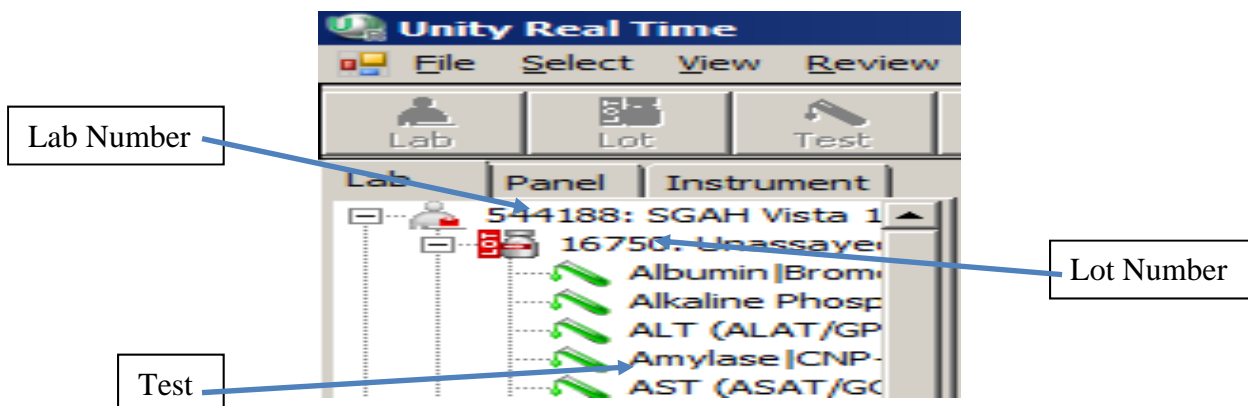 Unity Real Time
File Select View Review
Lab Lot Test
Lab Number
Lab Panel Instrument
544188: SGAH Vista 1
16750: Unassayed
Lot Number
Albumin|Brom
Alkaline Phosp
ALT (ALAT/GP
Amylase|CNP-
Test
AST (ASAT/GO